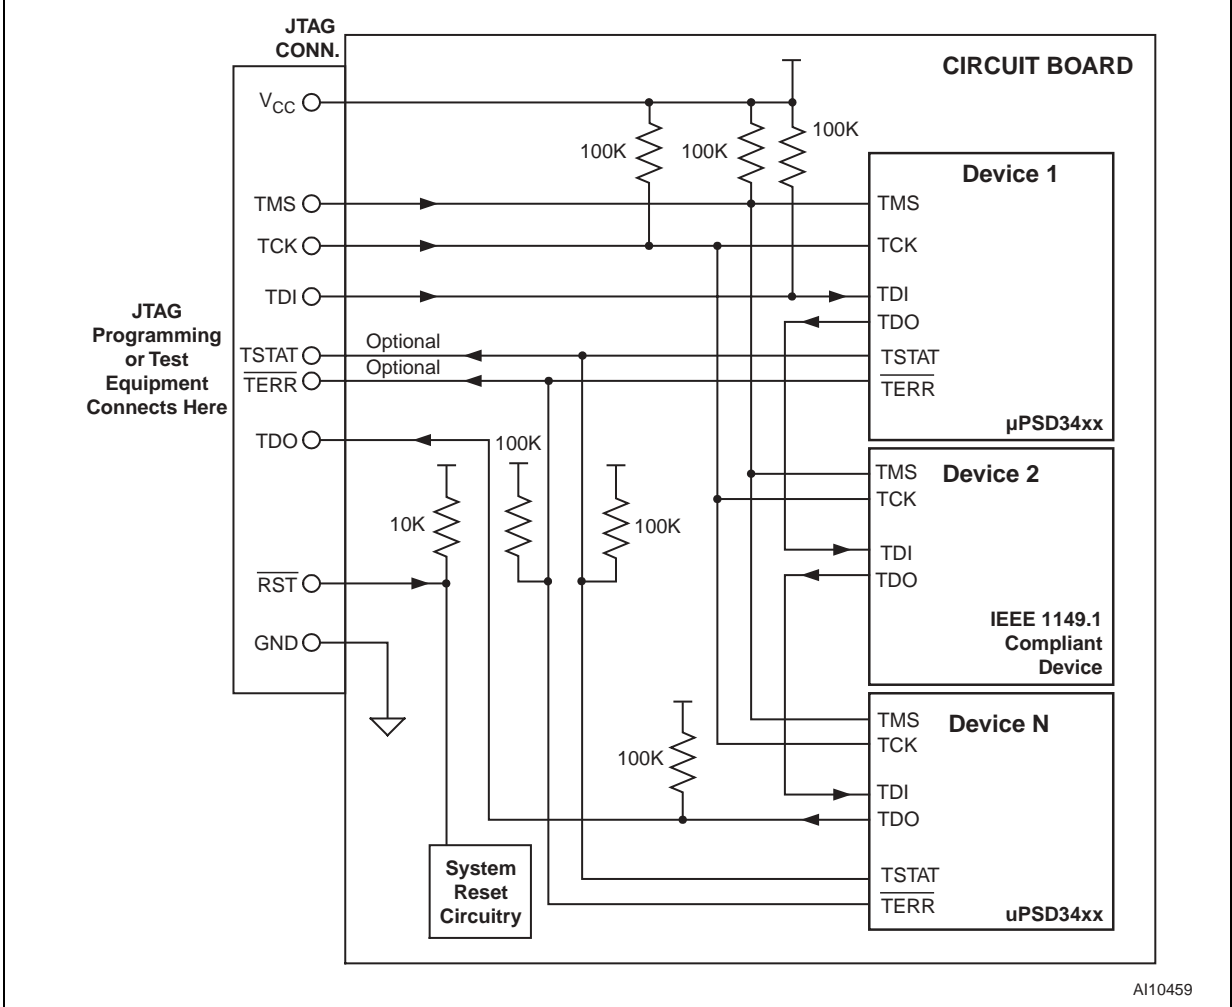 JTAG
CONN.
CIRCUIT BOARD
VCC
100K
100K
100K
Device 1
TMS
TMS
TCK
TCK
TDI
TDI
TDO
JTAG
Programming
or Test
Equipment
Connects Here
TSTAT
Optional
TSTAT
TERR
Optional
TERR
µPSD34xx
TDO
100K
TMS
Device 2
TCK
10K
100K
TDI
TDO
RST
IEEE 1149.1
Compliant
Device
GND
TMS
Device N
TCK
100K
TDI
TDO
System
Reset
Circuitry
TSTAT
TERR
uPSD34xx
AI10459